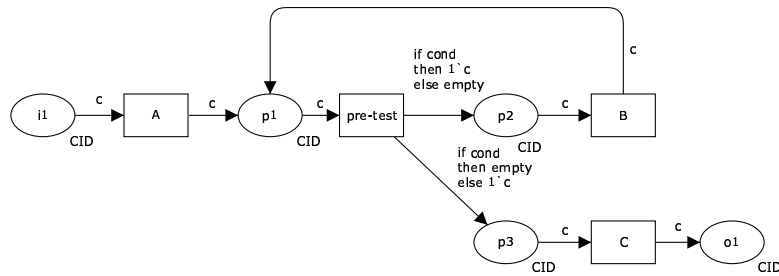 c
if cond
then 1`c
else empty
i1
c
A
c
p1
c
pre-test
p2
c
B
CID
CID
CID
if cond
then empty
else 1`c
p3
c
C
c
o1
CID
CID